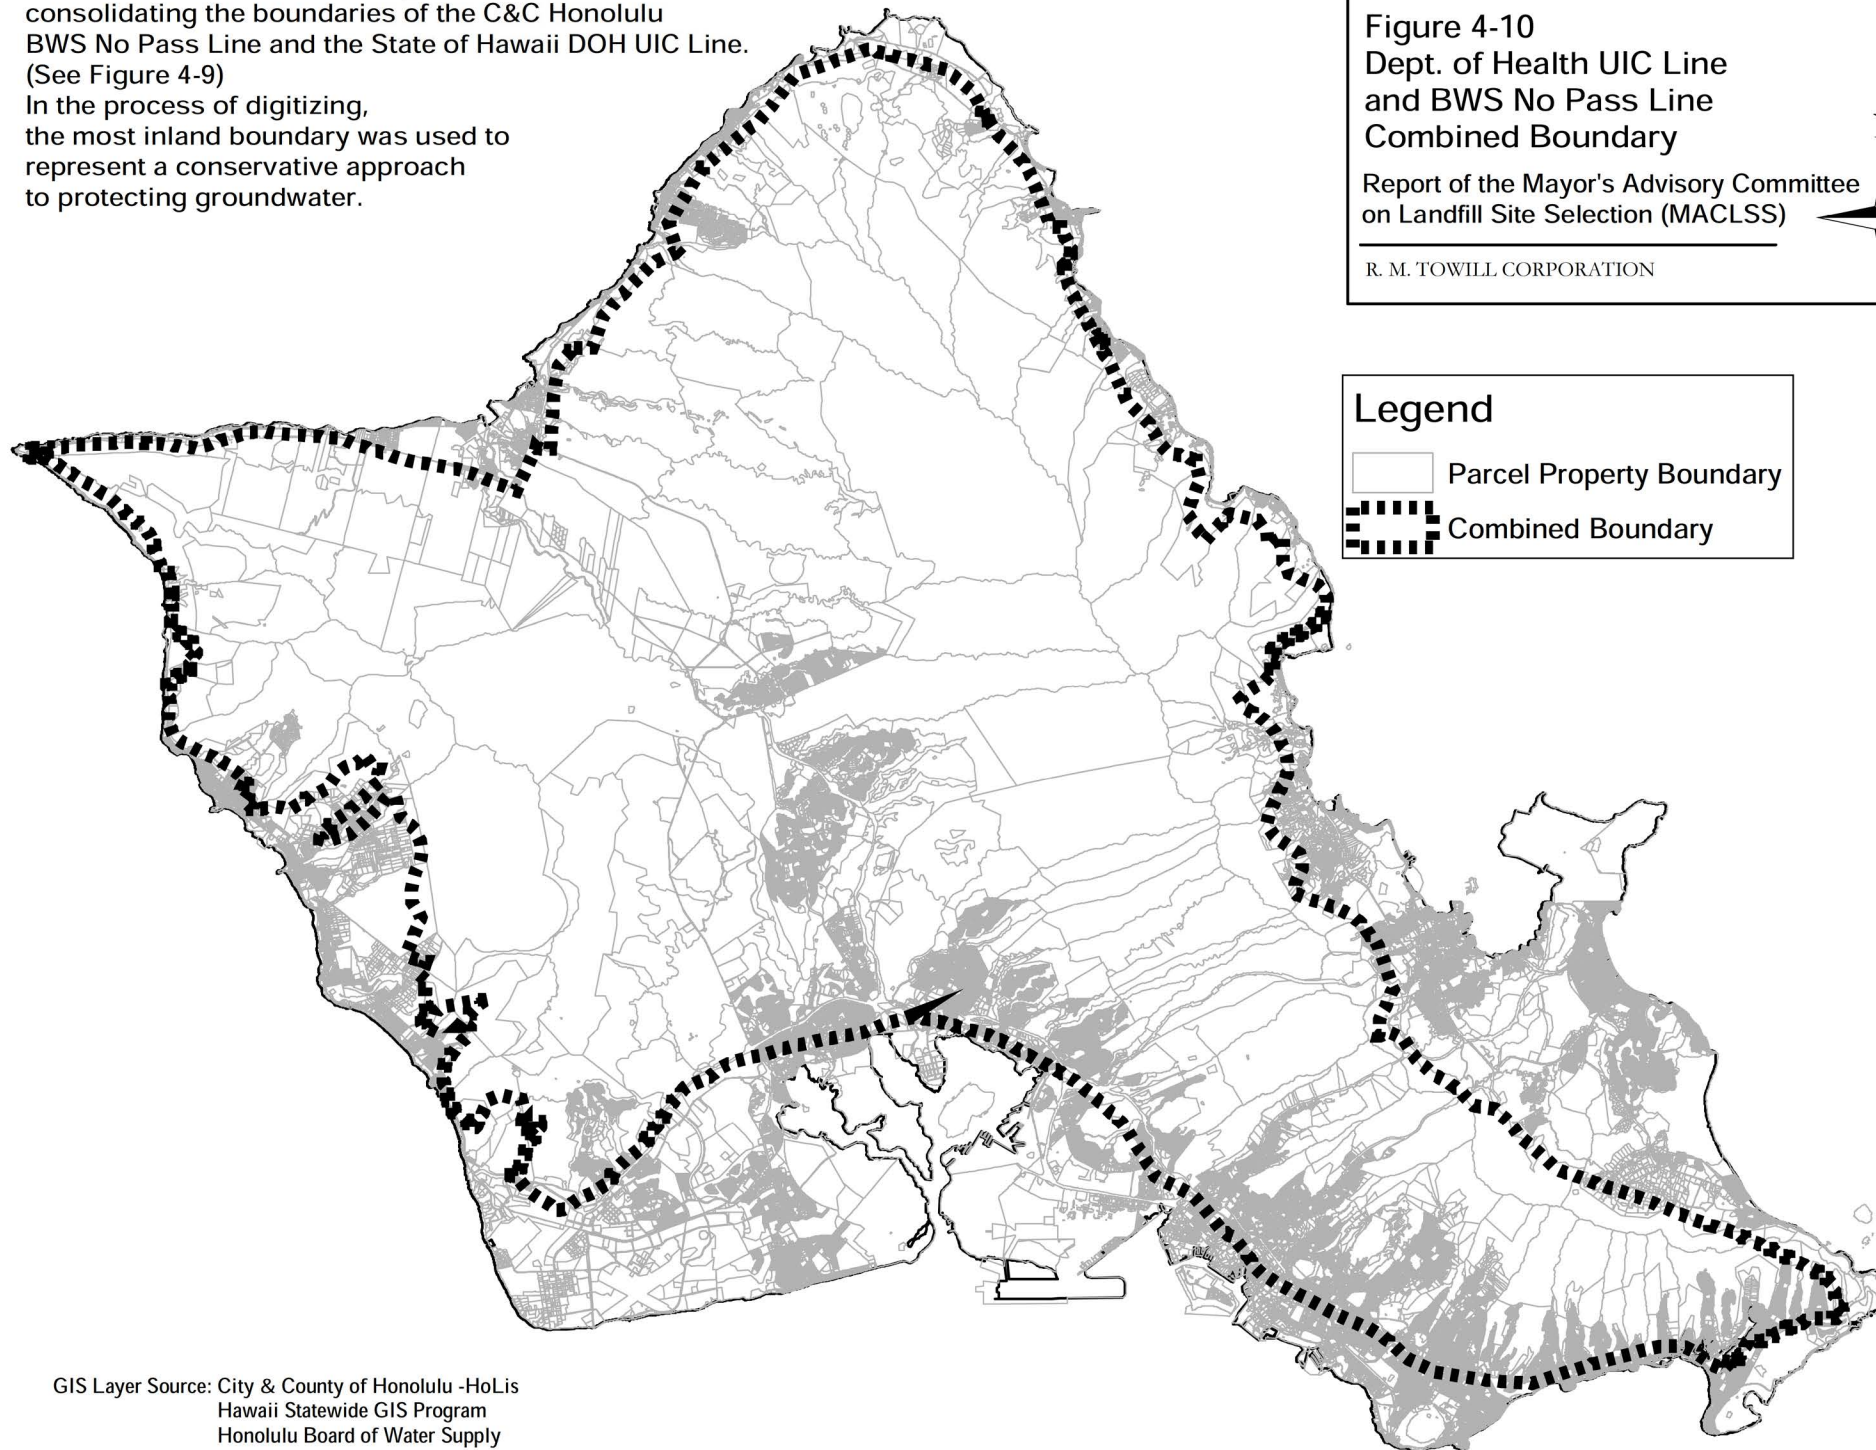 consolidating the boundaries of the C&C Honolulu
BWS No Pass Line and the State of Hawaii DOH UIC Line.
(See Figure 4-9)
In the process of digitizing,
the most inland boundary was used to
represent a conservative approach
to protecting groundwater.
Figure 4-10
Dept. of Health UIC Line
and BWS No Pass Line
Combined Boundary
Report of the Mayor's Advisory Committee
on Landfill Site Selection (MACLSS)
R. M. TOWILL CORPORATION
Legend
Parcel Property Boundary
Combined Boundary
GIS Layer Source: City & County of Honolulu -HoLis
Hawaii Statewide GIS Program
Honolulu Board of Water Supply